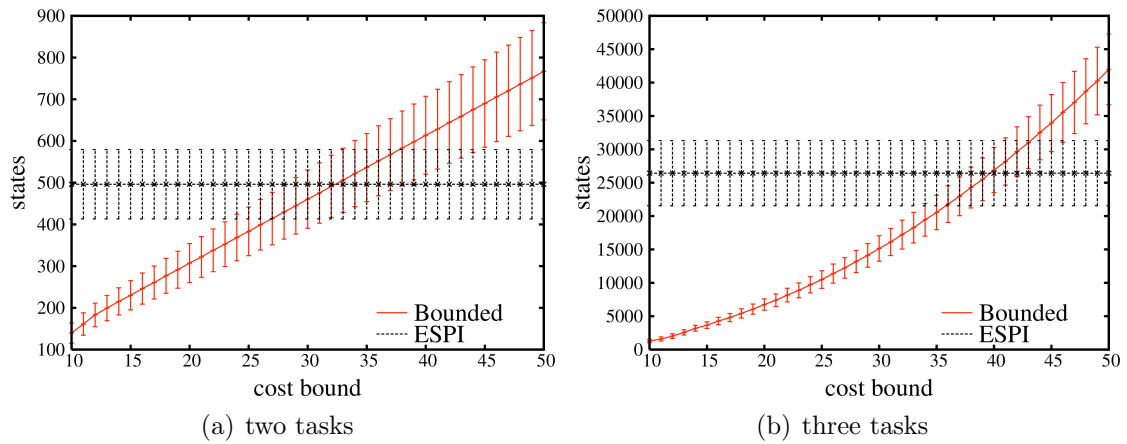 900
800
700
600
500
400
300
200
100
states
10 15 20 25 30 35 40 45 50
cost bound
Bounded
ESPI
(a) two tasks
50000
45000
40000
35000
30000
25000
20000
15000
10000
5000
0
states
10 15 20 25 30 35 40 45 50
cost bound
Bounded
ESPI
(b) three tasks